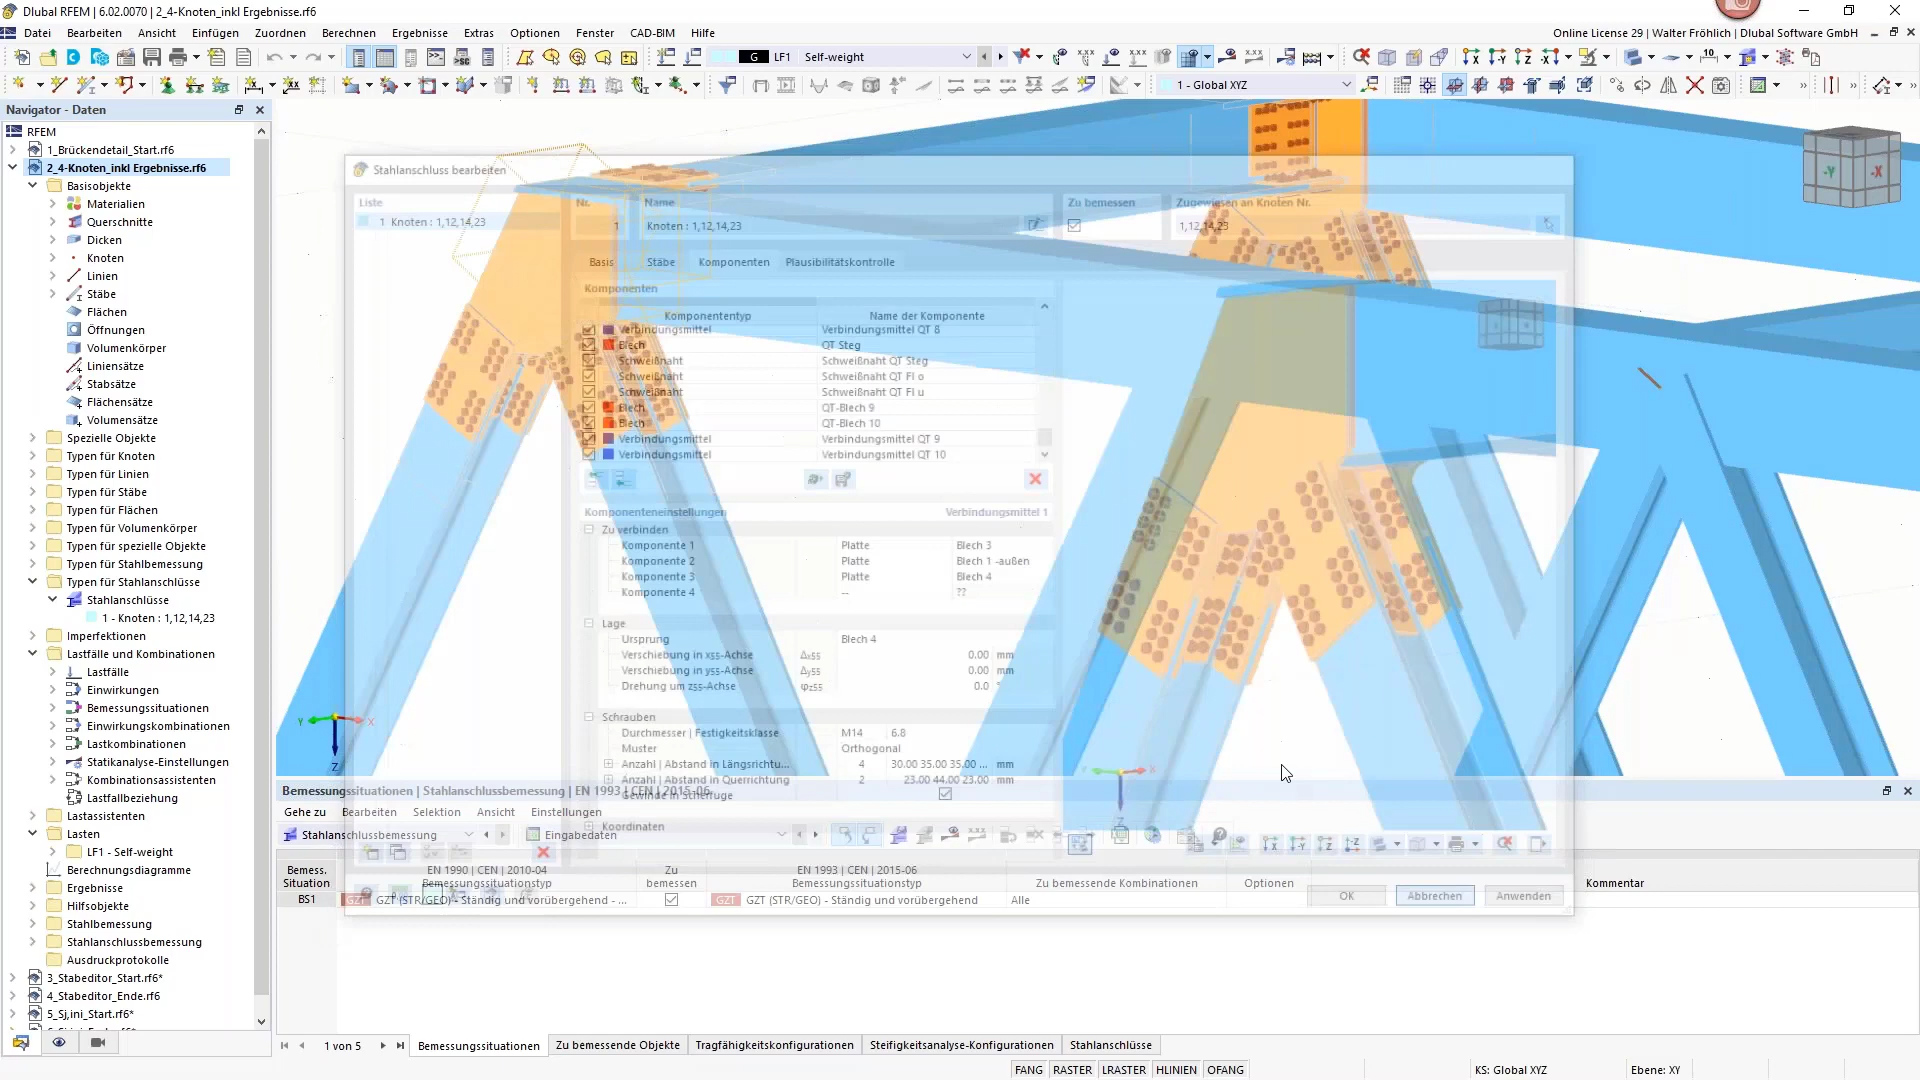 Dlubal RFEM | 6.02.0070 | 2_4-Knoten_inkl Ergebnisse.rf6
Datei Bearbeiten Ansicht Einfügen Zuordnen Berechnen Ergebnisse Extras Optionen Fenster CAD-BIM Hilfe
Online License 29 | Walter Fröhlich | Dlubal Software GmbH
G LF1 Self-weight
1 - Global XYZ
Navigator - Daten
RFEM
1_Brückendetail_Start.rf6
2_4-Knoten_inkl Ergebnisse.rf6
Basisobjekte
Materialien
Querschnitte
Dicken
Knoten
Linien
Stäbe
Flächen
Öffnungen
Volumenkörper
Liniensätze
Stabsätze
Flächensätze
Volumensätze
Spezielle Objekte
Typen für Knoten
Typen für Linien
Typen für Stäbe
Typen für Flächen
Typen für Volumenkörper
Typen für spezielle Objekte
Typen für Stahlbemessung
Typen für Stahlanschlüsse
Stahlanschlüsse
1 - Knoten : 1,12,14,23
Imperfektionen
Lastfälle und Kombinationen
Lastfälle
Einwirkungen
Bemessungssituationen
Einwirkungskombinationen
Lastkombinationen
Statikanalyse-Einstellungen
Kombinationsassistenten
Lastfallbeziehung
Lastassistenten
Lasten
LF1 - Self-weight
Berechnungsdiagramme
Ergebnisse
Hilfsobjekte
Stahlbemessung
Stahlanschlussbemessung
Ausdruckprotokolle
3_Stabeditor_Start.rf6*
4_Stabeditor_Ende.rf6
5_Sj,ini_Start.rf6*
Stahlanschluss bearbeiten
Liste
1 Knoten : 1,12,14,23
Nr.
1
Name
Knoten : 1,12,14,23
Zu bemessen
Zugewiesen an Knoten Nr.
1,12,14,23
Basis Stäbe Komponenten Plausibilitätskontrolle
Komponenten
Komponententyp Name der Komponente
Verbindungsmittel Verbindungsmittel QT 8
Blech QT Steg
Schweißnaht Schweißnaht QT Steg
Schweißnaht Schweißnaht QT Fl o
Schweißnaht Schweißnaht QT Fl u
Blech QT-Blech 9
Blech QT-Blech 10
Verbindungsmittel Verbindungsmittel QT 9
Verbindungsmittel Verbindungsmittel QT 10
Komponenteneinstellungen Verbindungsmittel 1
Zu verbinden
Komponente 1 Platte Blech 3
Komponente 2 Platte Blech 1 -außen
Komponente 3 Platte Blech 4
Komponente 4 -- ??
Lage
Ursprung Blech 4
Verschiebung in x55-Achse Δx55 0.00 mm
Verschiebung in y55-Achse Δy55 0.00 mm
Drehung um z55-Achse φz55 0.0 °
Schrauben
Durchmesser | Festigkeitsklasse M14 6.8
Muster Orthogonal
Anzahl | Abstand in Längsrichtu... 4 30.00 35.00 35.00 ... mm
Anzahl | Abstand in Querrichtung 2 23.00 44.00 23.00 mm
Gewinde in Scherfuge
Koordinaten
OK Abbrechen Anwenden
Bemessungssituationen | Stahlanschlussbemessung | EN 1993 | CEN | 2015-06
Gehe zu Bearbeiten Selektion Ansicht Einstellungen
Stahlanschlussbemessung Eingabedaten
Bemess.
Situation
EN 1990 | CEN | 2010-04
Bemessungssituationstyp
Zu
bemessen
EN 1993 | CEN | 2015-06
Bemessungssituationstyp
Zu bemessende Kombinationen Optionen Kommentar
BS1 GZT GZT (STR/GEO) - Ständig und vorübergehend - ... GZT GZT (STR/GEO) - Ständig und vorübergehend Alle
1 von 5 Bemessungssituationen Zu bemessende Objekte Tragfähigkeitskonfigurationen Steifigkeitsanalyse-Konfigurationen Stahlanschlüsse
FANG RASTER LRASTER HLINIEN OFANG KS: Global XYZ Ebene: XY
Y X
Z
-Y -X